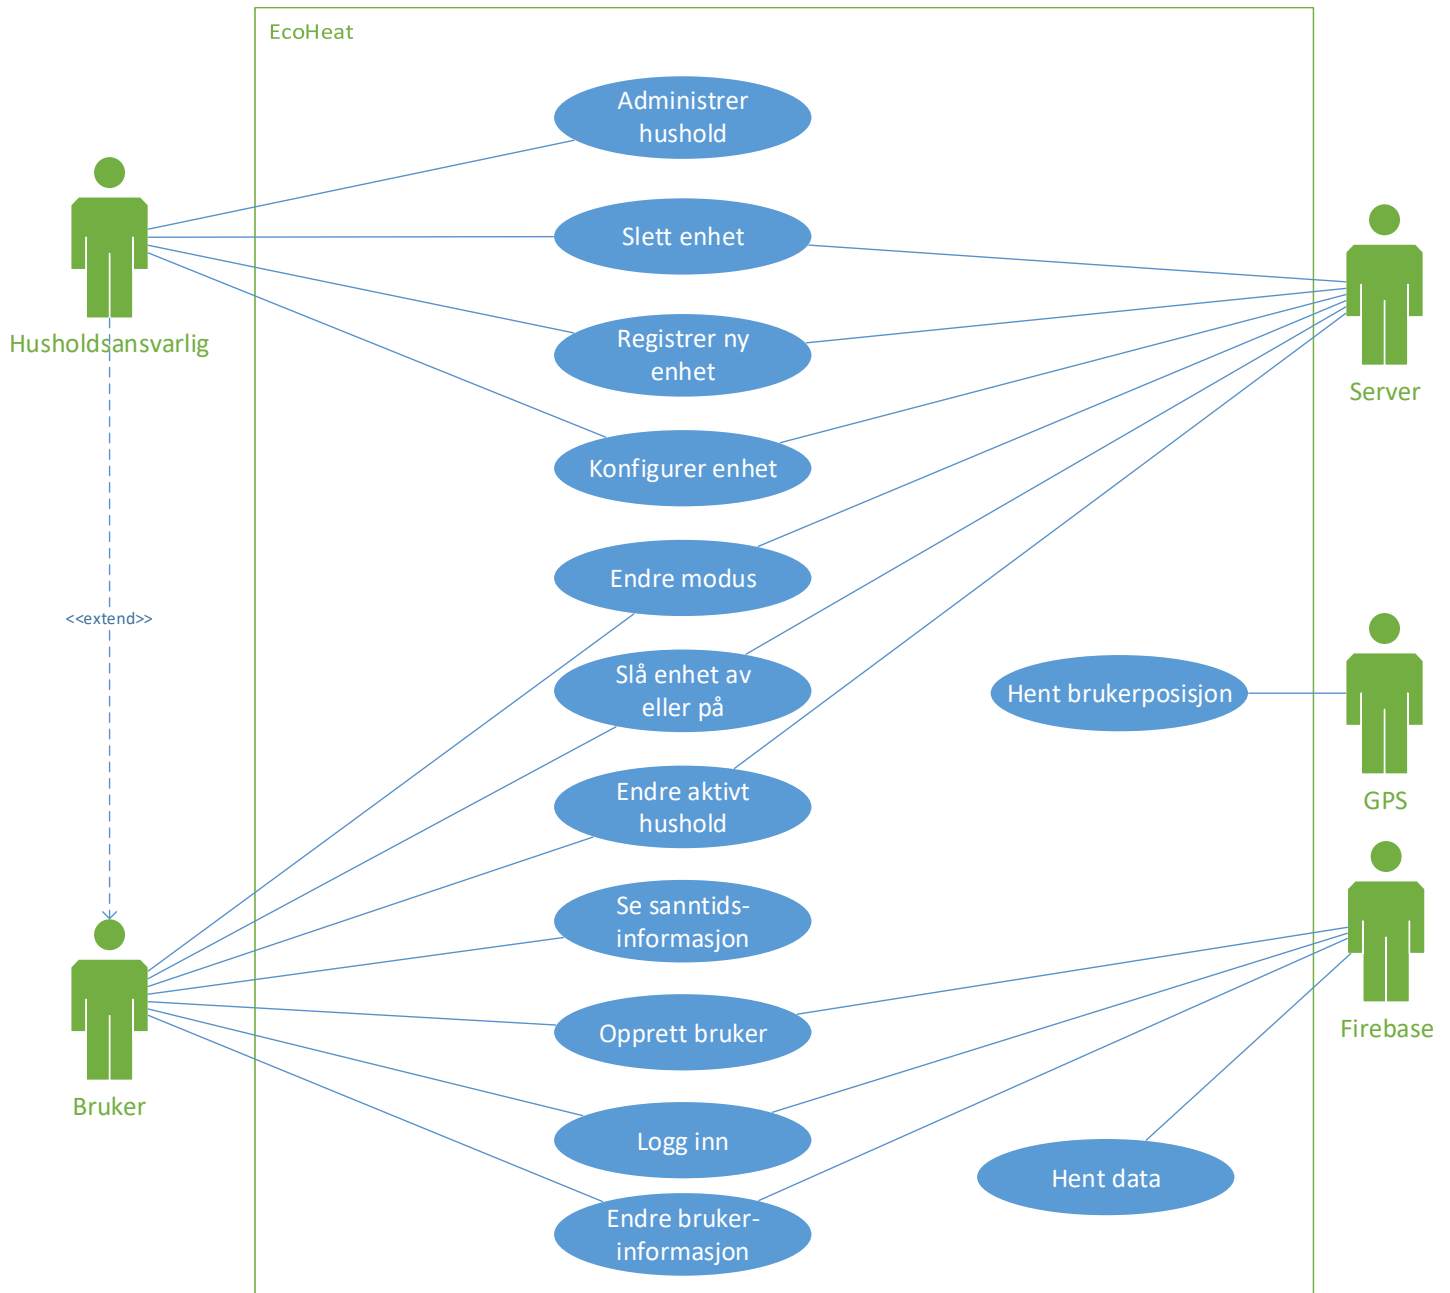 EcoHeat
Administrer
hushold
Slett enhet
Registrer ny
enhet
Husholdsansvarlig
Server
Konfigurer enhet
Endre modus
<<extend>>
Slå enhet av
eller på
Hent brukerposisjon
GPS
Endre aktivt
hushold
Se sanntids-
informasjon
Opprett bruker
Firebase
Bruker
Logg inn
Hent data
Endre bruker-
informasjon